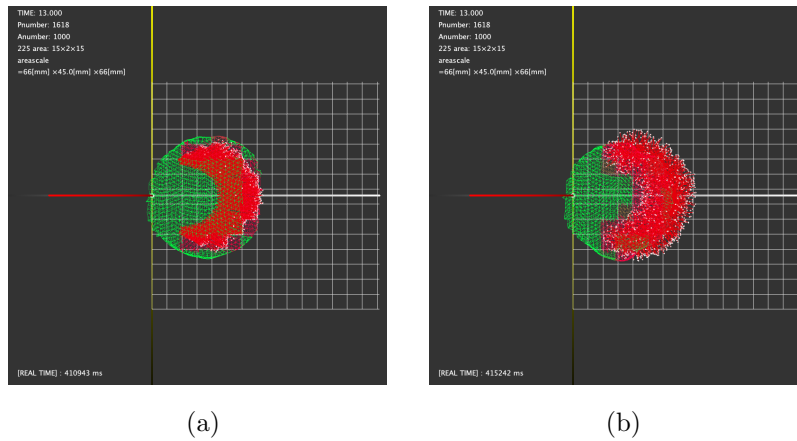 TIME: 13.000
Pnumber: 1618
Anumber: 1000
225 area: 15×2×15
areascale
=66[mm] ×45.0[mm] ×66[mm]
[REAL TIME] : 410943 ms
(a)
TIME: 13.000
Pnumber: 1618
Anumber: 1000
225 area: 15×2×15
areascale
=66[mm] ×45.0[mm] ×66[mm]
[REAL TIME] : 415242 ms
(b)